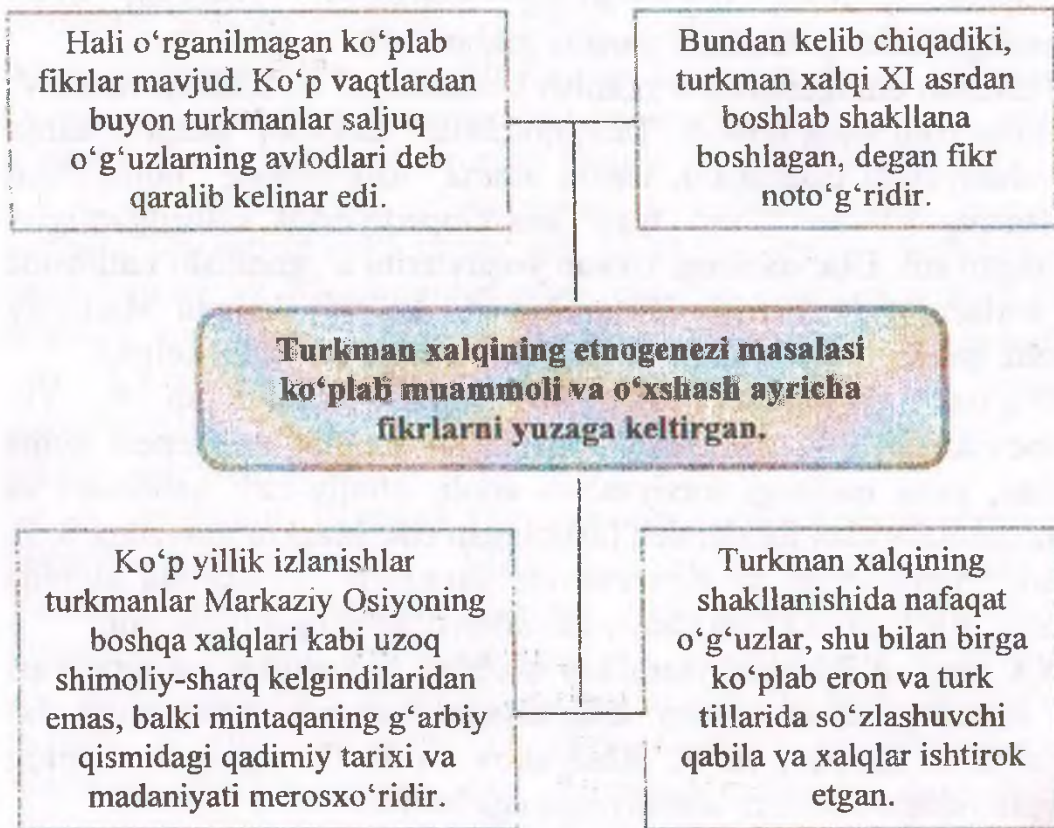 Hali o‘rganilmagan ko‘plab
fikrlar mavjud. Ko‘p vaqtlardan
buyon turkmanlar saljuq
o‘g‘uzlarning avlodlari deb
qaralib kelinar edi.
Bundan kelib chiqadiki,
turkman xalqi XI asrdan
boshlab shakllana
boshlagan, degan fikr
noto‘g‘ridir.
Turkman xalqining etnogenezi masalasi
ko‘plab muammoli va o‘xshash ayricha
fikrlarni yuzaga keltirgan.
Ko‘p yillik izlanishlar
turkmanlar Markaziy Osiyoning
boshqa xalqlari kabi uzoq
shimoliy-sharq kelgindilaridan
emas, balki mintaqaning g‘arbiy
qismidagi qadimiy tarixi va
madaniyati merosxo‘ridir.
Turkman xalqining
shakllanishida nafaqat
o‘g‘uzlar, shu bilan birga
ko‘plab eron va turk
tillarida so‘zlashuvchi
qabila va xalqlar ishtirok
etgan.